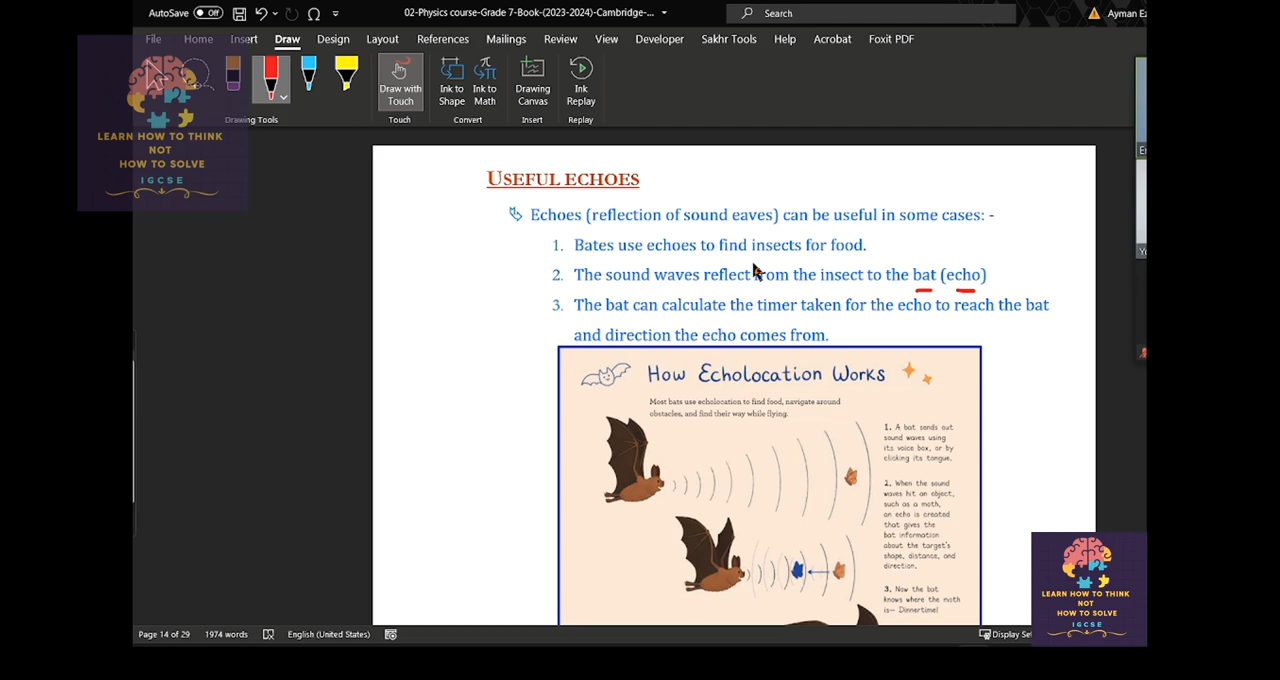 AutoSave Off
02-Physics course-Grade 7-Book-(2023-2024)-Cambridge-...
Search
Ayman Ez
File Home Insert Draw Design Layout References Mailings Review View Developer Sakhr Tools Help Acrobat Foxit PDF
Draw with Touch
Ink to Shape
Ink to Math
Drawing Canvas
Ink Replay
Drawing Tools
Touch
Convert
Insert
Replay
LEARN HOW TO THINK
NOT
HOW TO SOLVE
IGCSE
USEFUL ECHOES
Echoes (reflection of sound eaves) can be useful in some cases: -
1. Bates use echoes to find insects for food.
2. The sound waves reflect from the insect to the bat (echo)
3. The bat can calculate the timer taken for the echo to reach the bat
and direction the echo comes from.
How Echolocation Works
Most bats use echolocation to find food, navigate around
obstacles, and find their way while flying.
1. A bat sends out
sound waves using
its voice box, or by
clicking its tongue.
2. When the sound
waves hit an object,
such as a moth,
an echo is created
that gives the
bat information
about the target's
shape, distance, and
direction.
3. Now the bat
knows where the moth
is— Dinnertime!
LEARN HOW TO THINK
NOT
HOW TO SOLVE
IGCSE
Page 14 of 29 1974 words English (United States)
Display Se